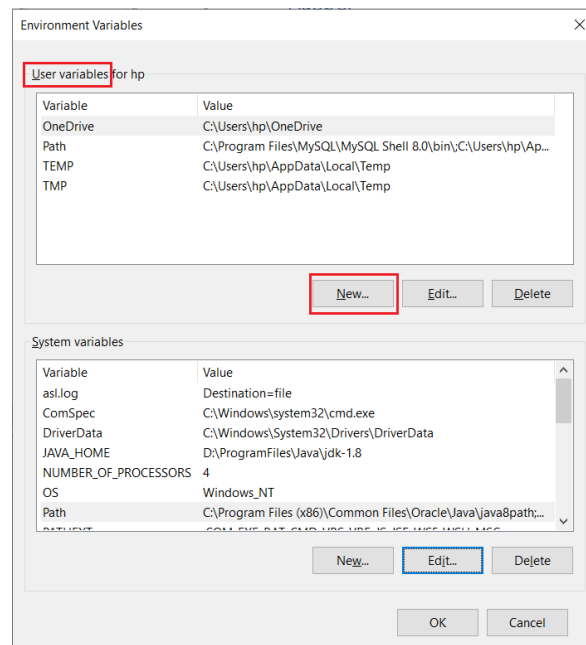 Environment Variables
User variables for hp
Variable Value
OneDrive C:\Users\hp\OneDrive
Path C:\Program Files\MySQL\MySQL Shell 8.0\bin\;C:\Users\hp\Ap...
TEMP C:\Users\hp\AppData\Local\Temp
TMP C:\Users\hp\AppData\Local\Temp
New... Edit... Delete
System variables
Variable Value
asl.log Destination=file
ComSpec C:\Windows\system32\cmd.exe
DriverData C:\Windows\System32\Drivers\DriverData
JAVA_HOME D:\ProgramFiles\Java\jdk-1.8
NUMBER_OF_PROCESSORS 4
OS Windows_NT
Path C:\Program Files (x86)\Common Files\Oracle\Java\java8path;...
New... Edit... Delete
OK Cancel